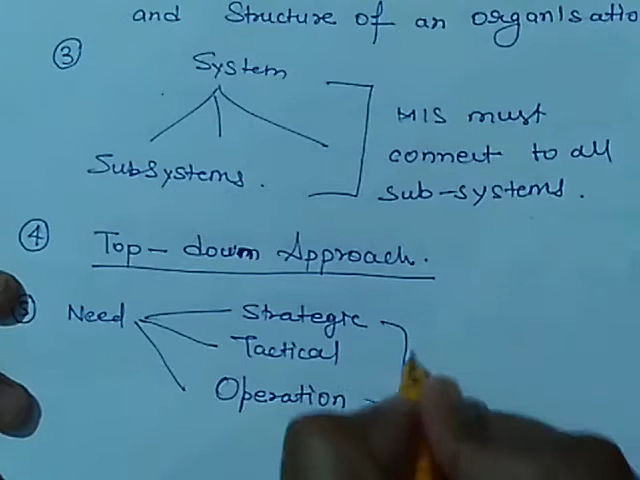 and Structure of an organisatio
③ System
Subsystems.
MIS must
connect to all
sub-systems.
④ Top-down Approach.
⑤ Need
Strategic
Tactical
Operation